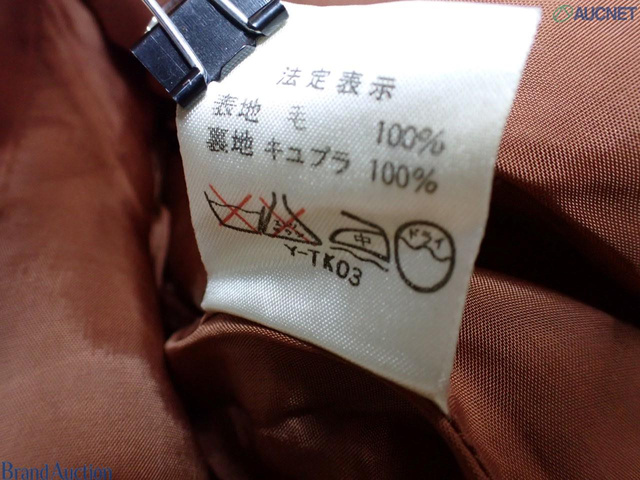 AUCNET
法定表示
表地 毛 100%
裏地 キュプラ 100%
中
ドライ
Y-TK03
Brand Auction